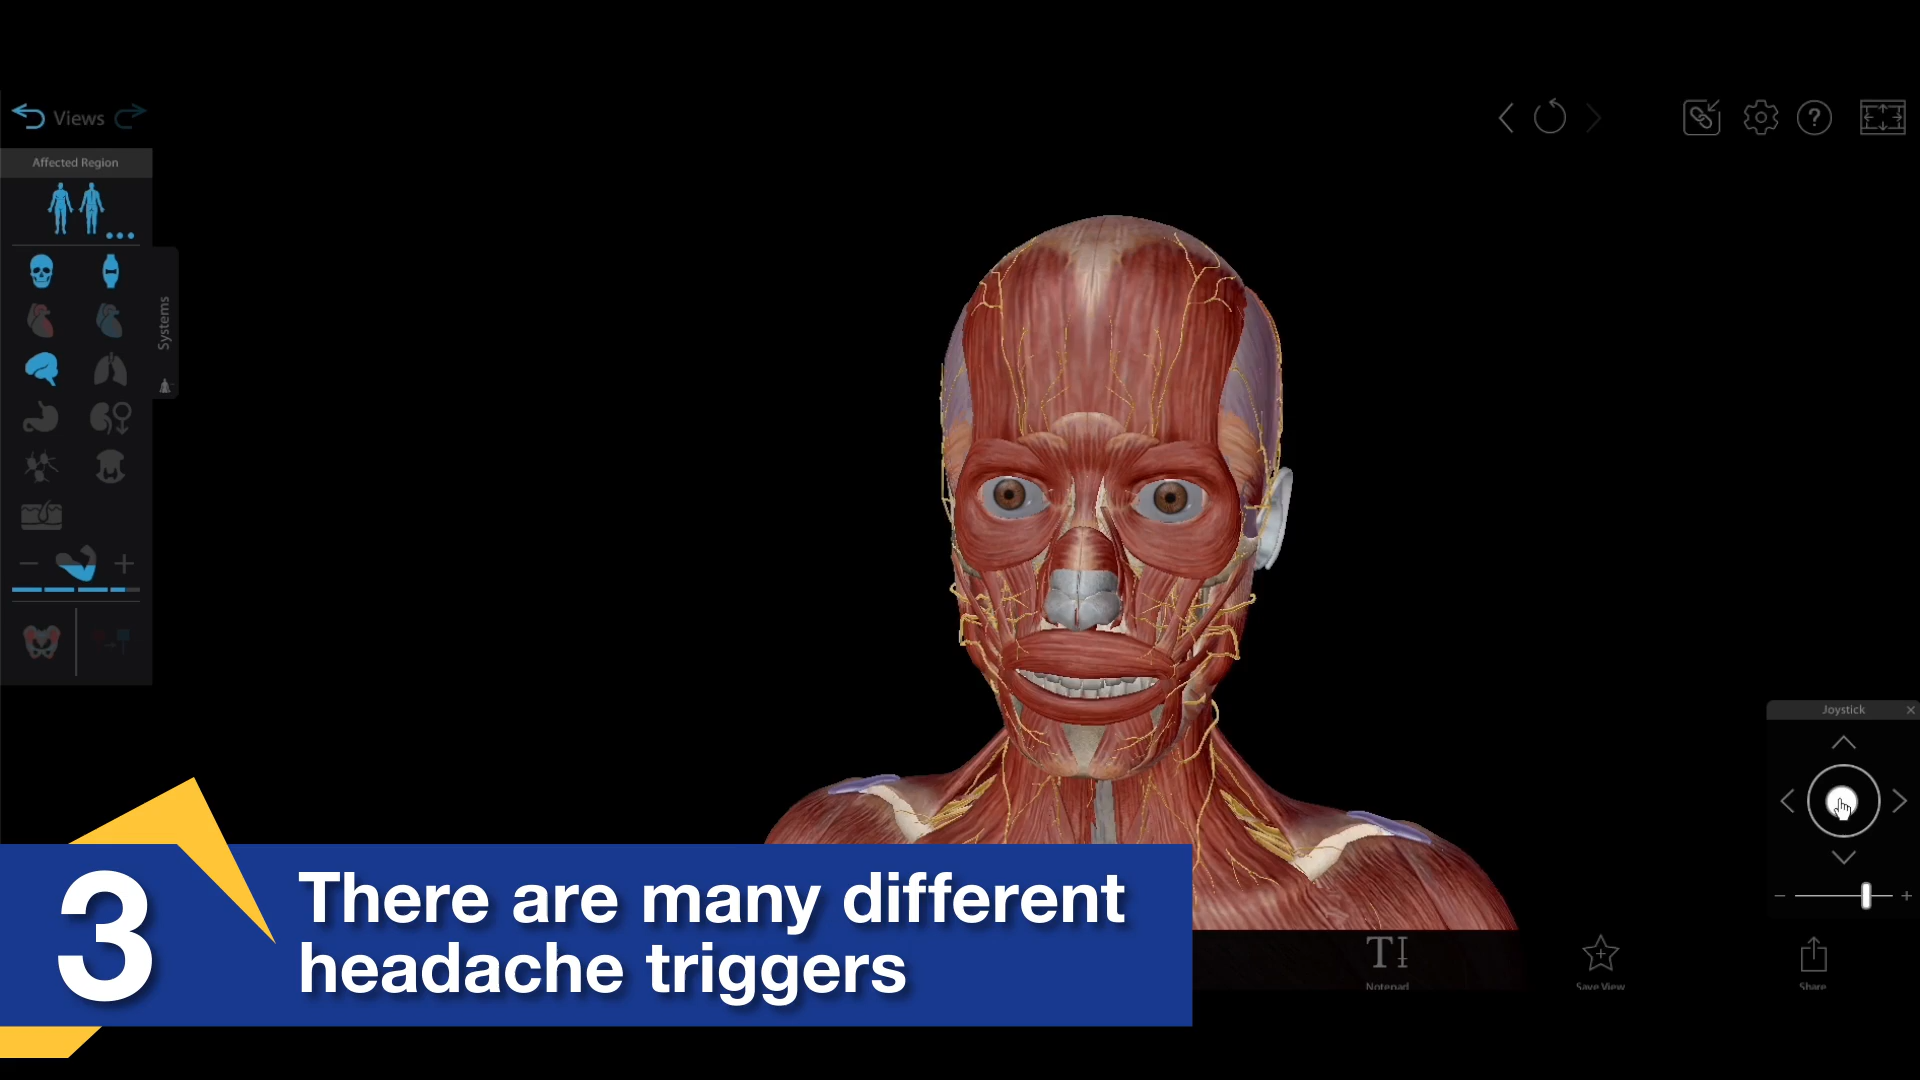 Views
?
Affected Region
Systems
Joystick
3
There are many different
headache triggers
Notepad
Save View
Share